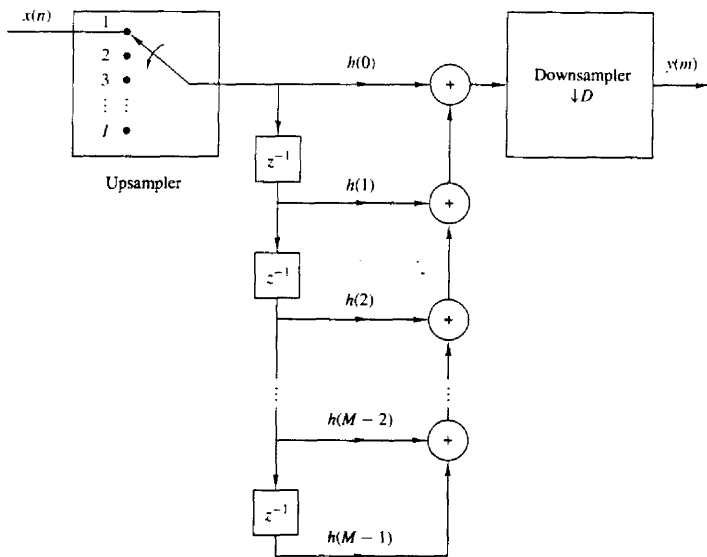 x(n)
1
2
3
⋮ ⋮
I
Upsampler
h(0)
+
Downsampler
↓D
y(m)
z⁻¹
h(1)
+
z⁻¹
h(2)
+
⋮
⋮
h(M − 2)
+
z⁻¹
h(M − 1)